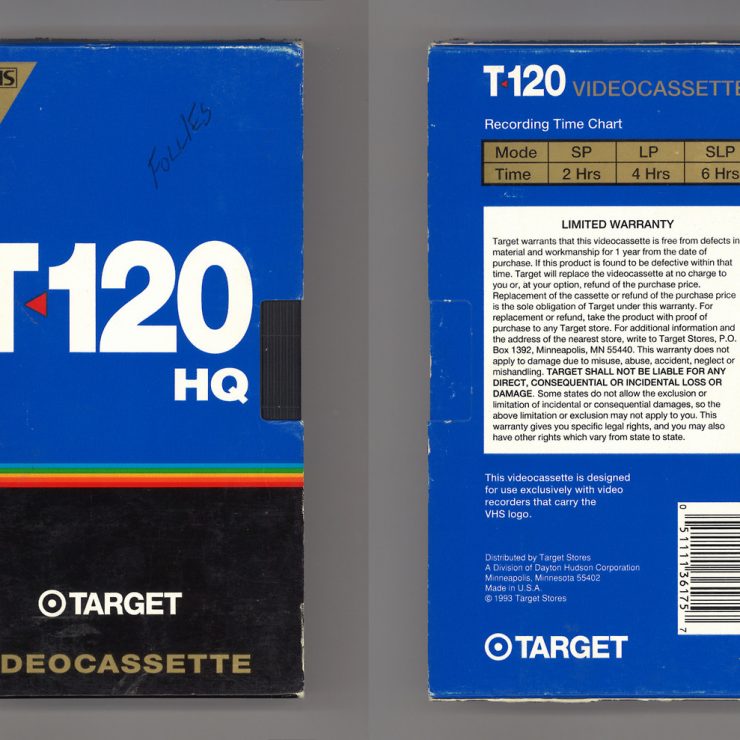 HS
FOLLIES
T 120
HQ
TARGET
DEOCASSETTE
T 120 VIDEOCASSETTE
Recording Time Chart
Mode SP LP SLP
Time 2 Hrs 4 Hrs 6 Hrs
LIMITED WARRANTY
Target warrants that this videocassette is free from defects in
material and workmanship for 1 year from the date of
purchase. If this product is found to be defective within that
time. Target will replace the videocassette at no charge to
you or, at your option, refund of the purchase price.
Replacement of the cassette or refund of the purchase price
is the sole obligation of Target under this warranty. For
replacement or refund, take the product with proof of
purchase to any Target store. For additional information and
the address of the nearest store, write to Target Stores, P.O.
Box 1392, Minneapolis, MN 55440. This warranty does not
apply to damage due to misuse, abuse, accident, neglect or
mishandling. TARGET SHALL NOT BE LIABLE FOR ANY
DIRECT, CONSEQUENTIAL OR INCIDENTAL LOSS OR
DAMAGE. Some states do not allow the exclusion or
limitation of incidental or consequential damages, so the
above limitation or exclusion may not apply to you. This
warranty gives you specific legal rights, and you may also
have other rights which vary from state to state.
This videocassette is designed
for use exclusively with video
recorders that carry the
VHS logo.
0 51111 36175 7
Distributed by Target Stores
A Division of Dayton Hudson Corporation
Minneapolis, Minnesota 55402
Made in U.S.A.
© 1993 Target Stores
TARGET